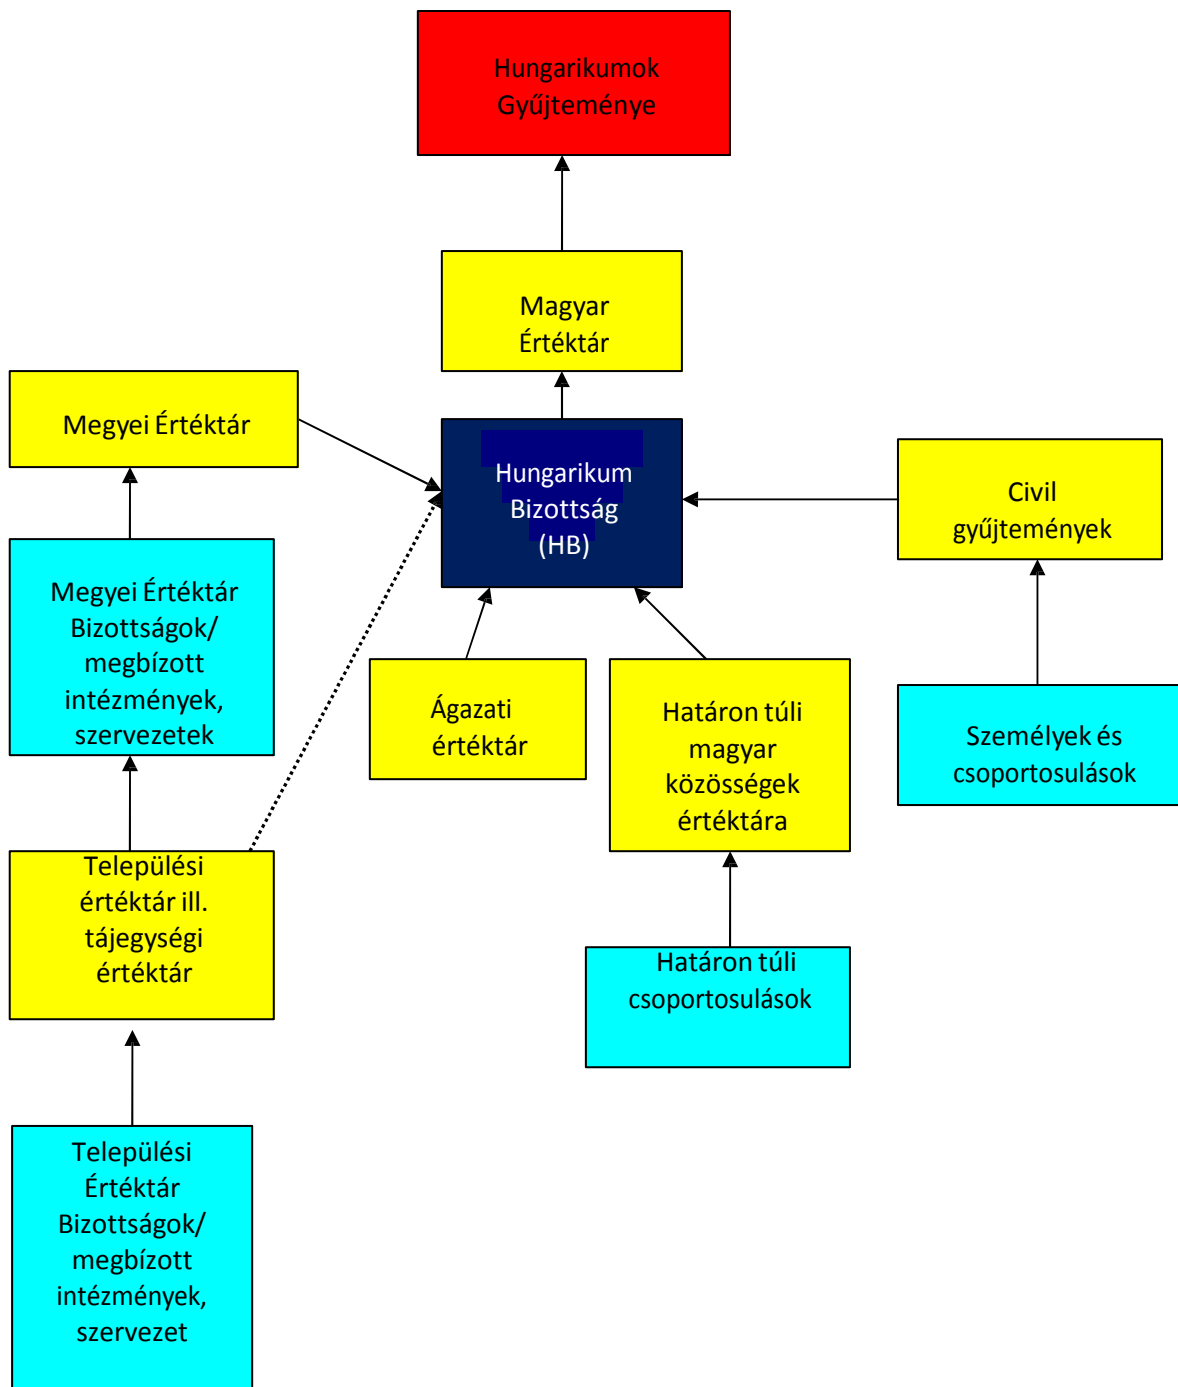 Hungarikumok
Gyűjteménye
Magyar
Értéktár
Megyei Értéktár
Hungarikum
Bizottság
(HB)
Civil
gyűjtemények
Megyei Értéktár
Bizottságok/
megbízott
intézmények,
szervezetek
Ágazati
értéktár
Határon túli
magyar
közösségek
értéktára
Személyek és
csoportosulások
Települési
értéktár ill.
tájegységi
értéktár
Határon túli
csoportosulások
Települési
Értéktár
Bizottságok/
megbízott
intézmények,
szervezet